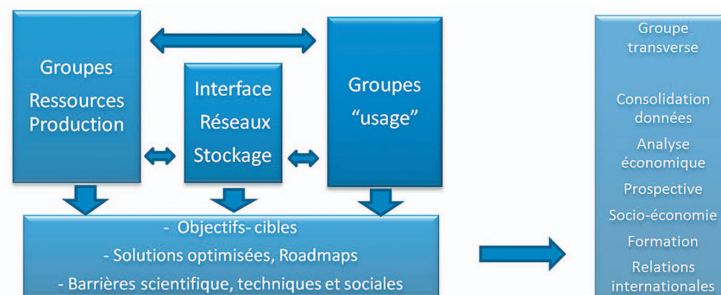 Groupes
Ressources
Production
Interface
Réseaux
Stockage
Groupes
“usage”
- Objectifs- cibles
- Solutions optimisées, Roadmaps
- Barrières scientifique, techniques et sociales
Groupe
transverse
Consolidation
données
Analyse
économique
Prospective
Socio-économie
Formation
Relations
internationales